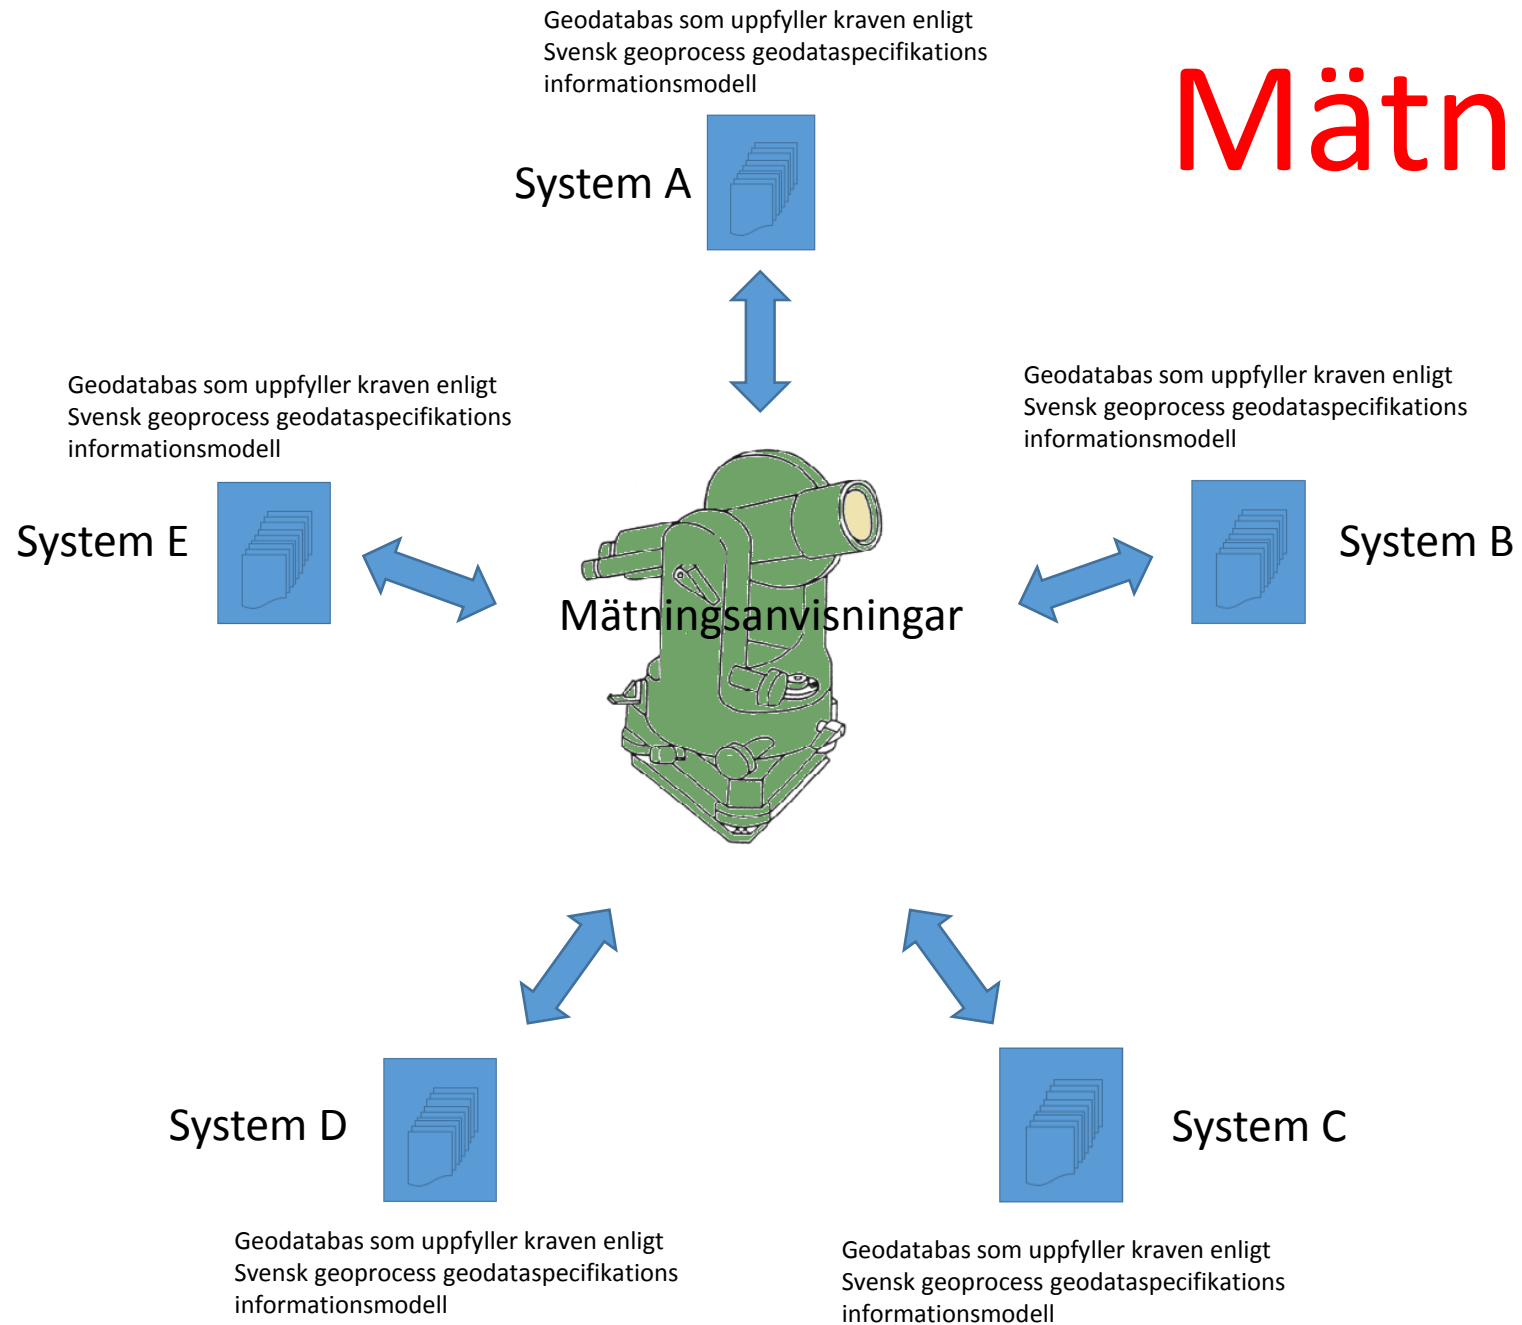 Geodatabas som uppfyller kraven enligt
Svensk geoprocess geodataspecifikations
informationsmodell
Mätn
System A
Geodatabas som uppfyller kraven enligt
Svensk geoprocess geodataspecifikations
informationsmodell
Geodatabas som uppfyller kraven enligt
Svensk geoprocess geodataspecifikations
informationsmodell
System E
System B
Mätningsanvisningar
System D
System C
Geodatabas som uppfyller kraven enligt
Svensk geoprocess geodataspecifikations
informationsmodell
Geodatabas som uppfyller kraven enligt
Svensk geoprocess geodataspecifikations
informationsmodell